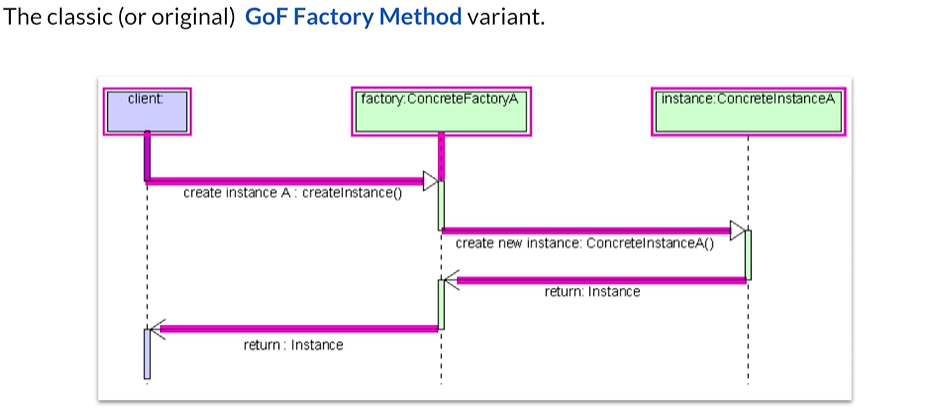 The classic (or original) GoF Factory Method variant.
client:
factory:ConcreteFactoryA
instance:ConcreteInstanceA
create instance A : createInstance()
create new instance: ConcreteInstanceA()
return: Instance
return : Instance